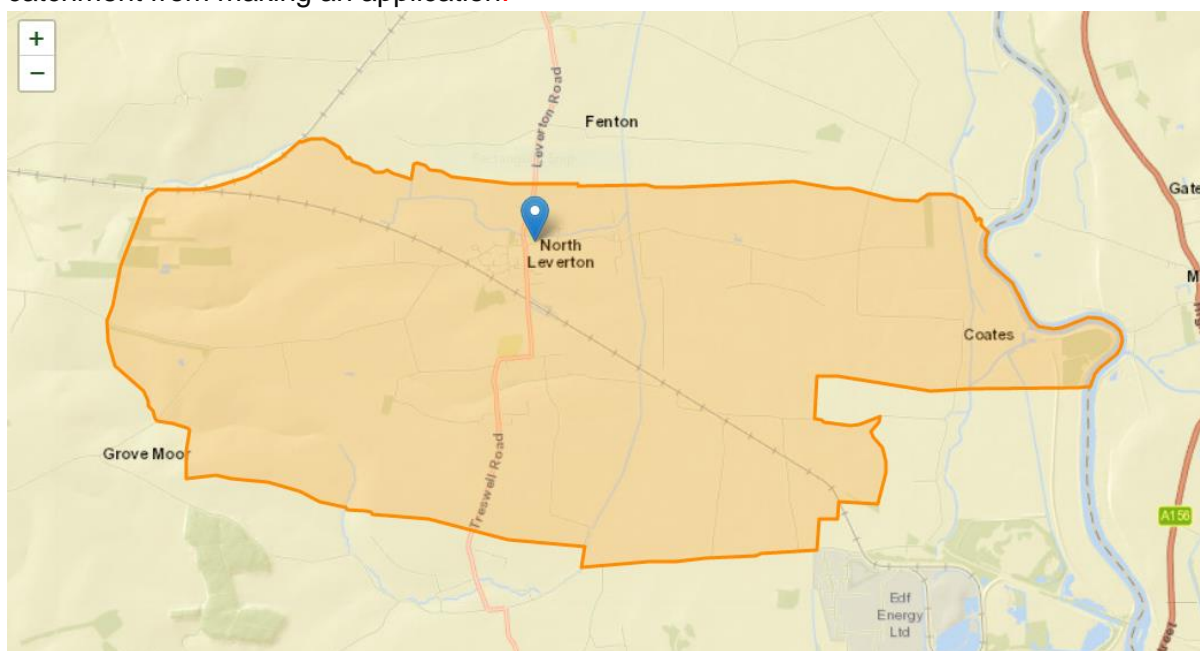 catchment from making an application.
+
−
Leverton Road
Fenton
Gate
North
Leverton
M
Coates
Grove Moor
Treswell Road
A156
Edf
Energy
Ltd
reet